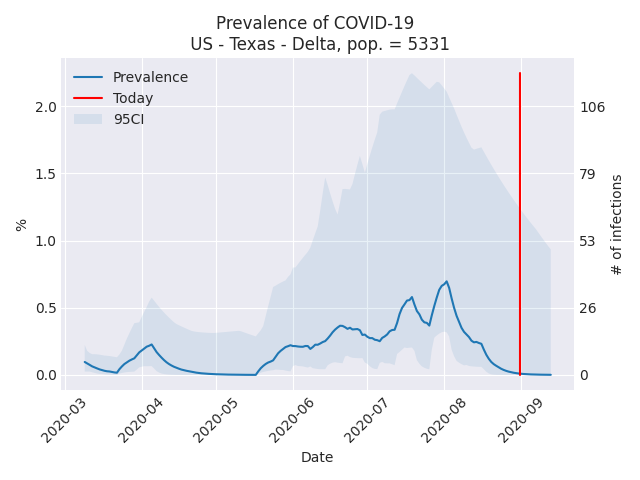 Prevalence of COVID-19
US - Texas - Delta, pop. = 5331
Prevalence
Today
95CI
%
2.0
1.5
1.0
0.5
0.0
106
79
53
26
0
# of infections
2020-03
2020-04
2020-05
2020-06
2020-07
2020-08
2020-09
Date